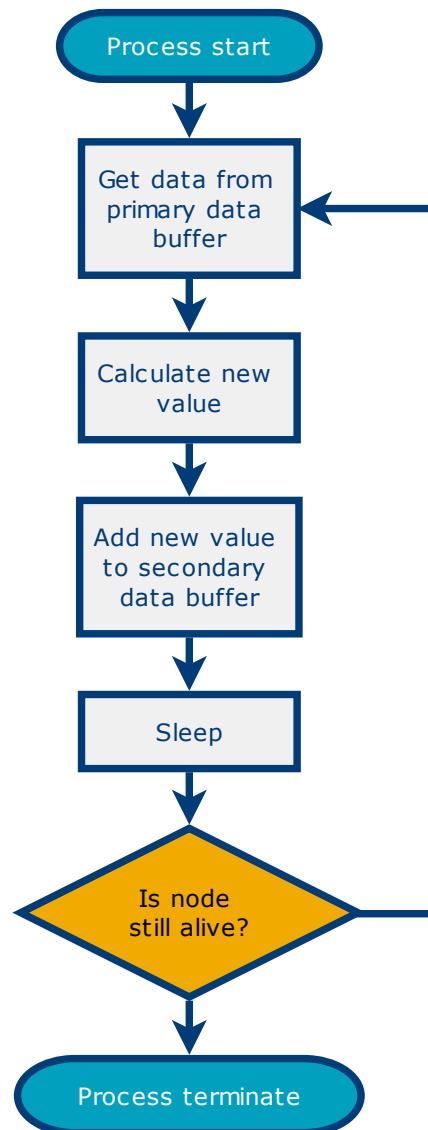 Process start
Get data from
primary data
buffer
Calculate new
value
Add new value
to secondary
data buffer
Sleep
Is node
still alive?
Process terminate